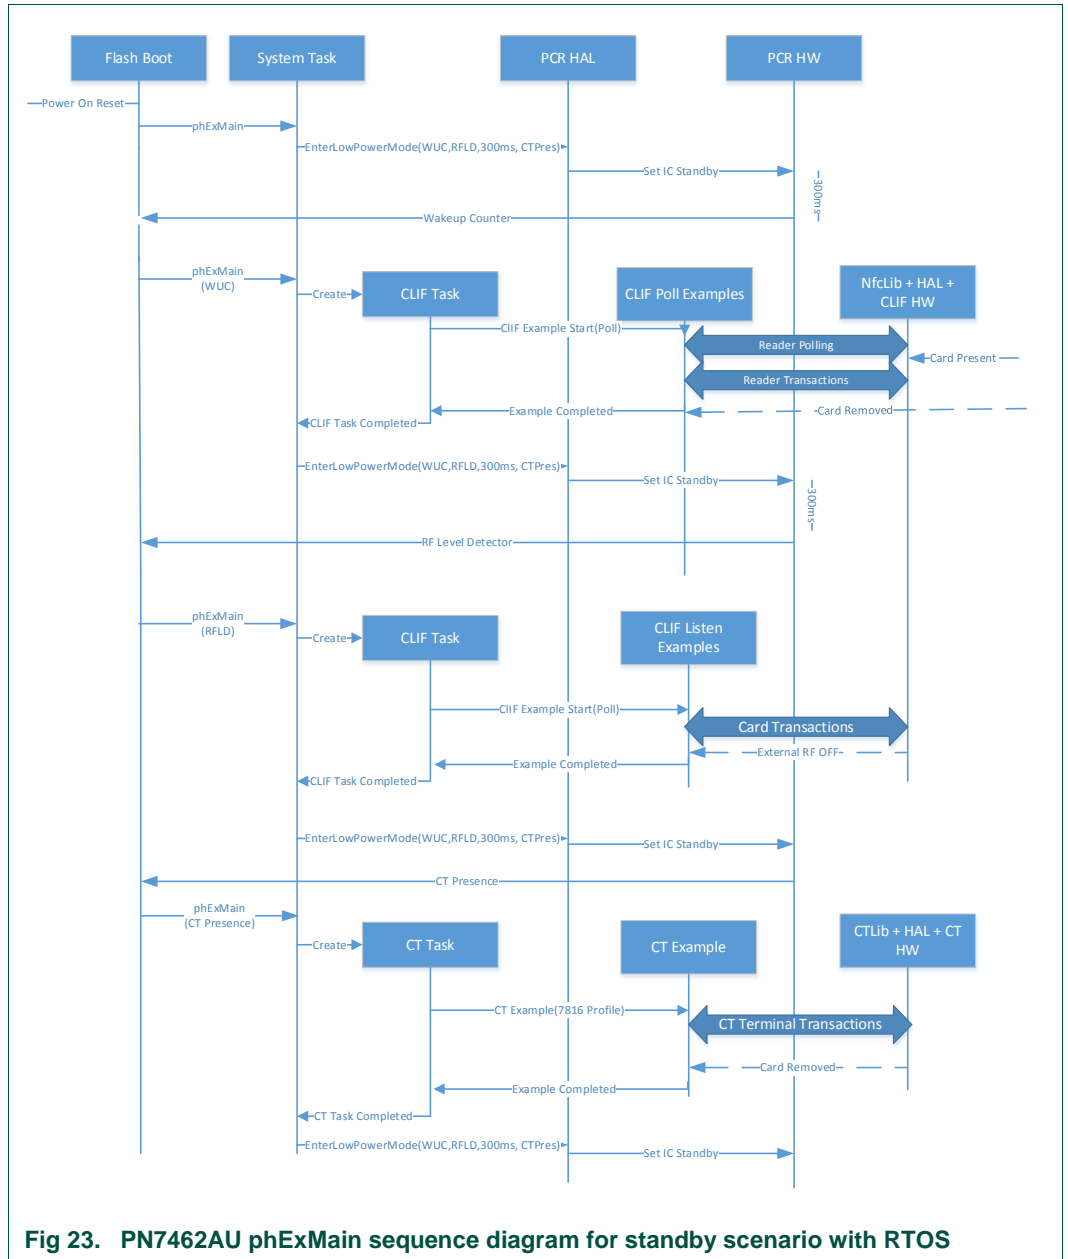 Flash Boot
System Task
PCR HAL
PCR HW
Power On Reset
phExMain
EnterLowPowerMode(WUC,RFLD,300ms, CTPres)
Set IC Standby
300ms
Wakeup Counter
phExMain
(WUC)
Create
CLIF Task
CLIF Poll Examples
NfcLib + HAL +
CLIF HW
ClIF Example Start(Poll)
Reader Polling
Card Present
Reader Transactions
Example Completed
Card Removed
CLIF Task Completed
EnterLowPowerMode(WUC,RFLD,300ms, CTPres)
Set IC Standby
300ms
RF Level Detector
phExMain
(RFLD)
Create
CLIF Task
CLIF Listen
Examples
ClIF Example Start(Poll)
Card Transactions
External RF OFF
Example Completed
CLIF Task Completed
EnterLowPowerMode(WUC,RFLD,300ms, CTPres)
Set IC Standby
CT Presence
phExMain
(CT Presence)
Create
CT Task
CT Example
CTLib + HAL + CT
HW
CT Example(7816 Profile)
CT Terminal Transactions
Card Removed
Example Completed
CT Task Completed
EnterLowPowerMode(WUC,RFLD,300ms, CTPres)
Set IC Standby
Fig 23. PN7462AU phExMain sequence diagram for standby scenario with RTOS